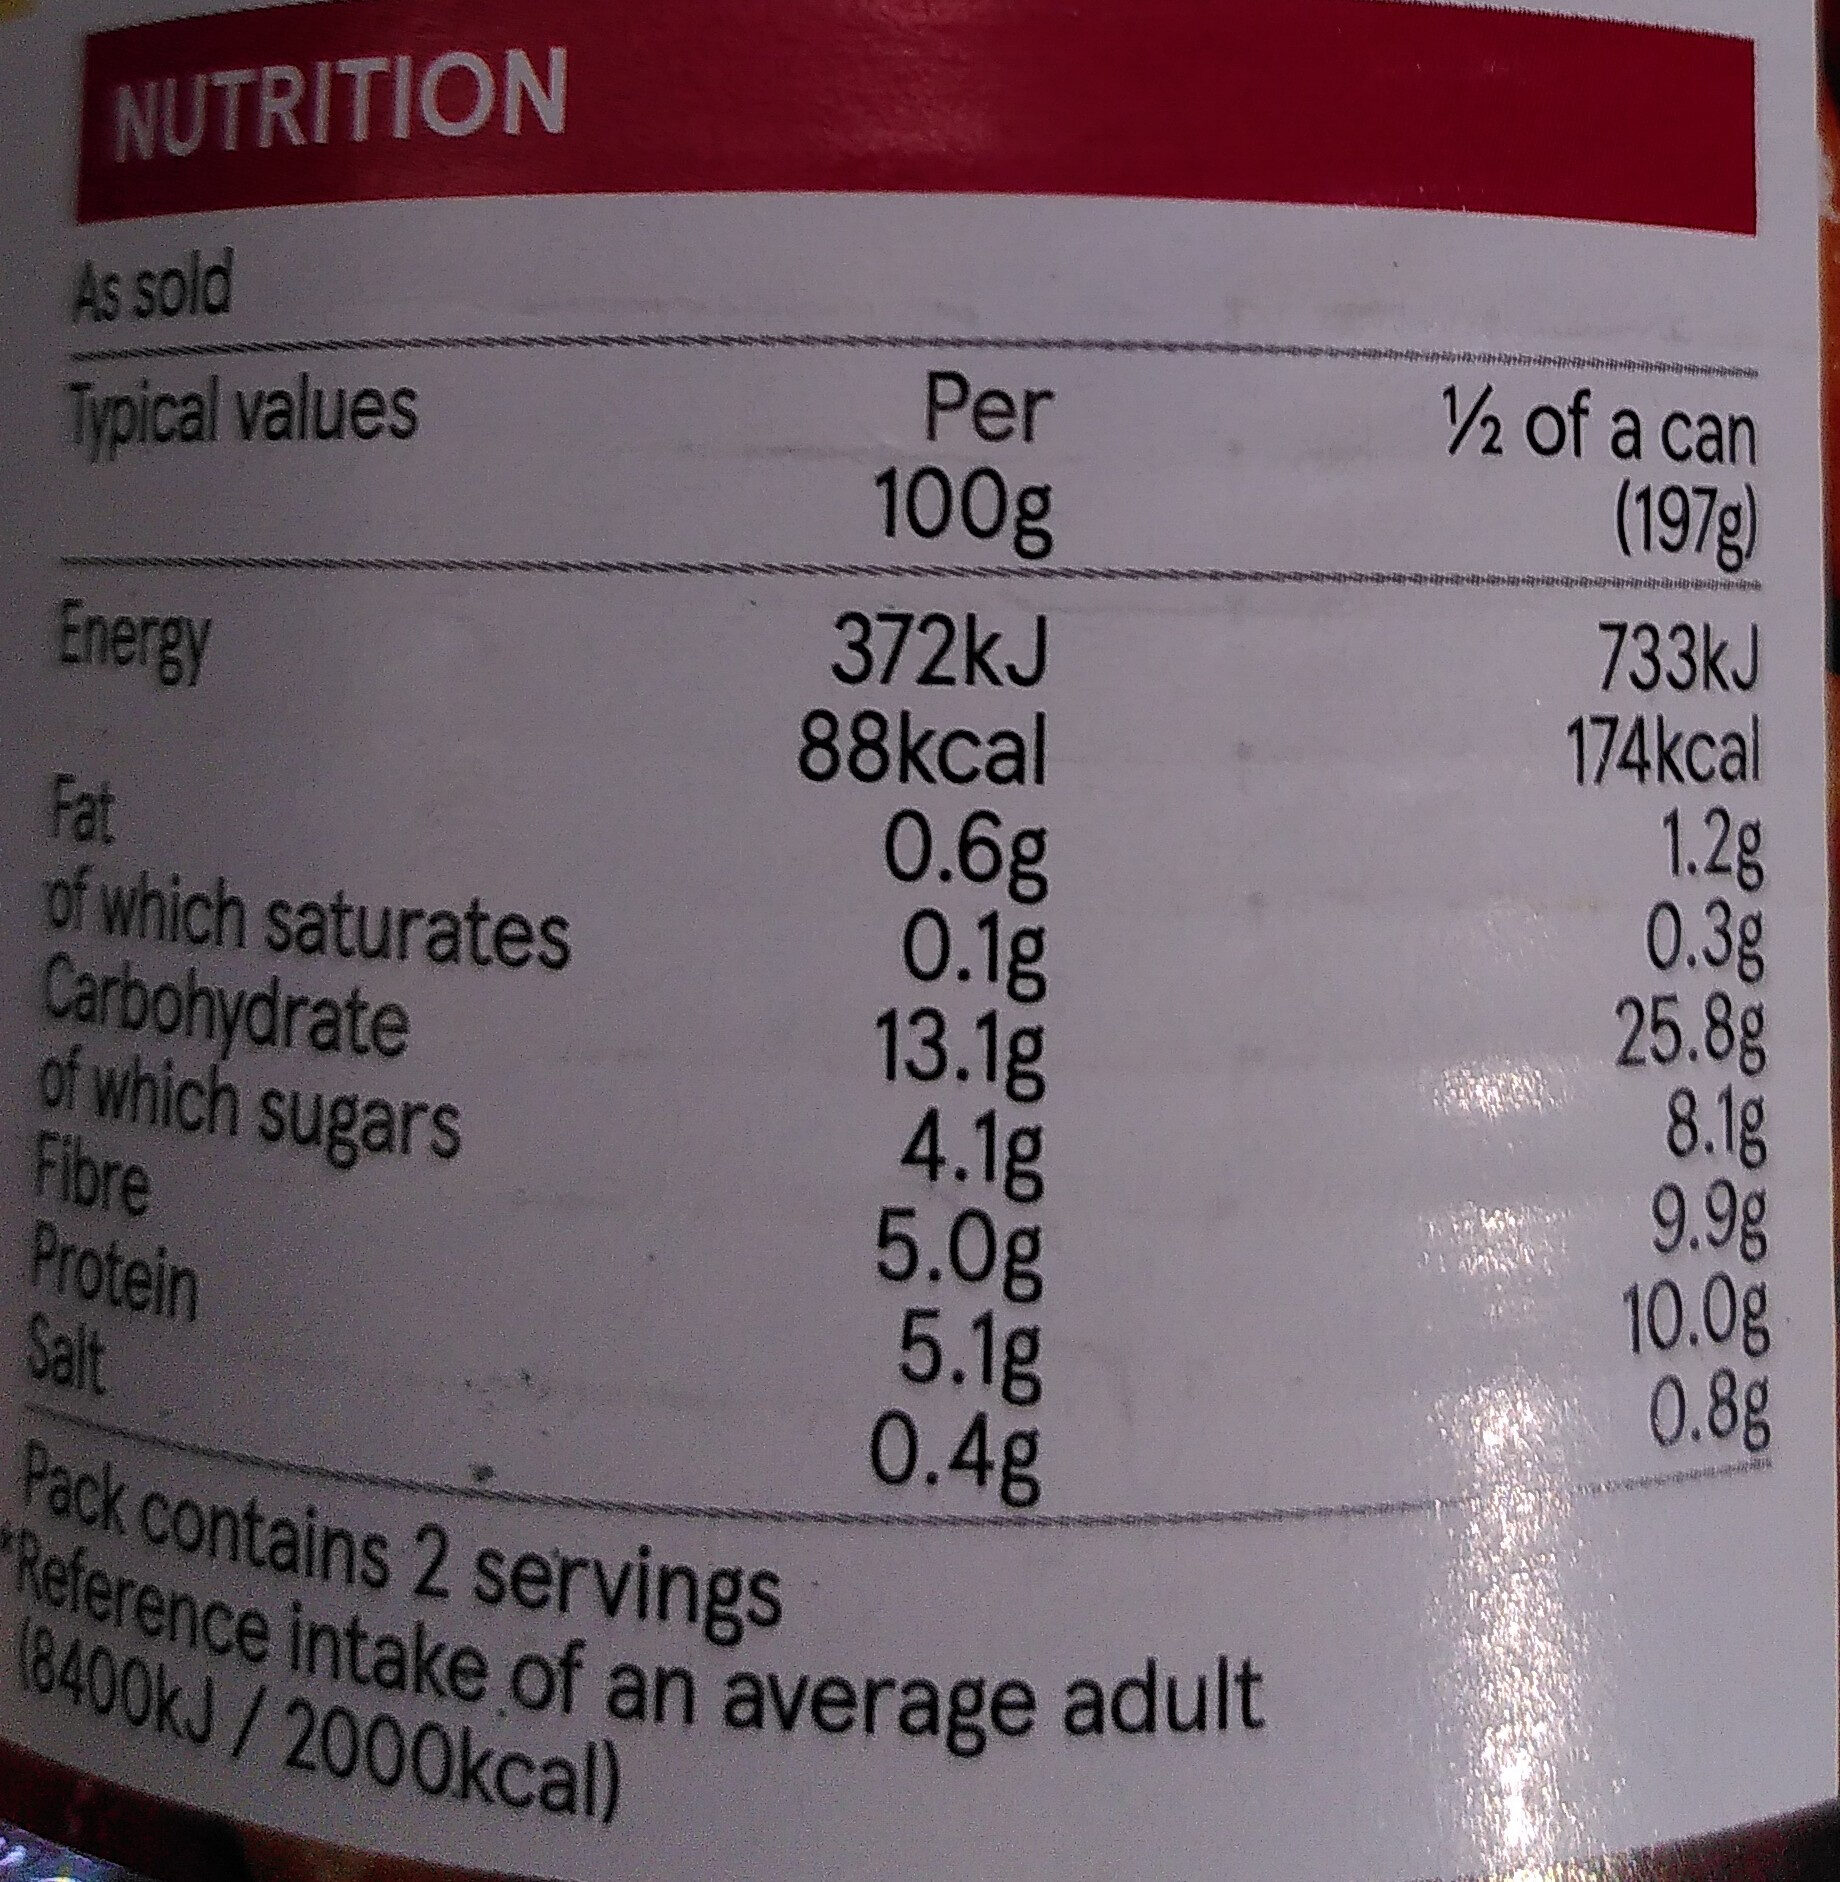 NUTRITION
As sold
Typical values Per ½ of a can
100g (197g)
Energy 372kJ 733kJ
88kcal 174kcal
Fat 0.6g 1.2g
of which saturates 0.1g 0.3g
Carbohydrate 13.1g 25.8g
of which sugars 4.1g 8.1g
Fibre 5.0g 9.9g
Protein 5.1g 10.0g
Salt 0.4g 0.8g
Pack contains 2 servings
*Reference intake of an average adult
(8400kJ / 2000kcal)